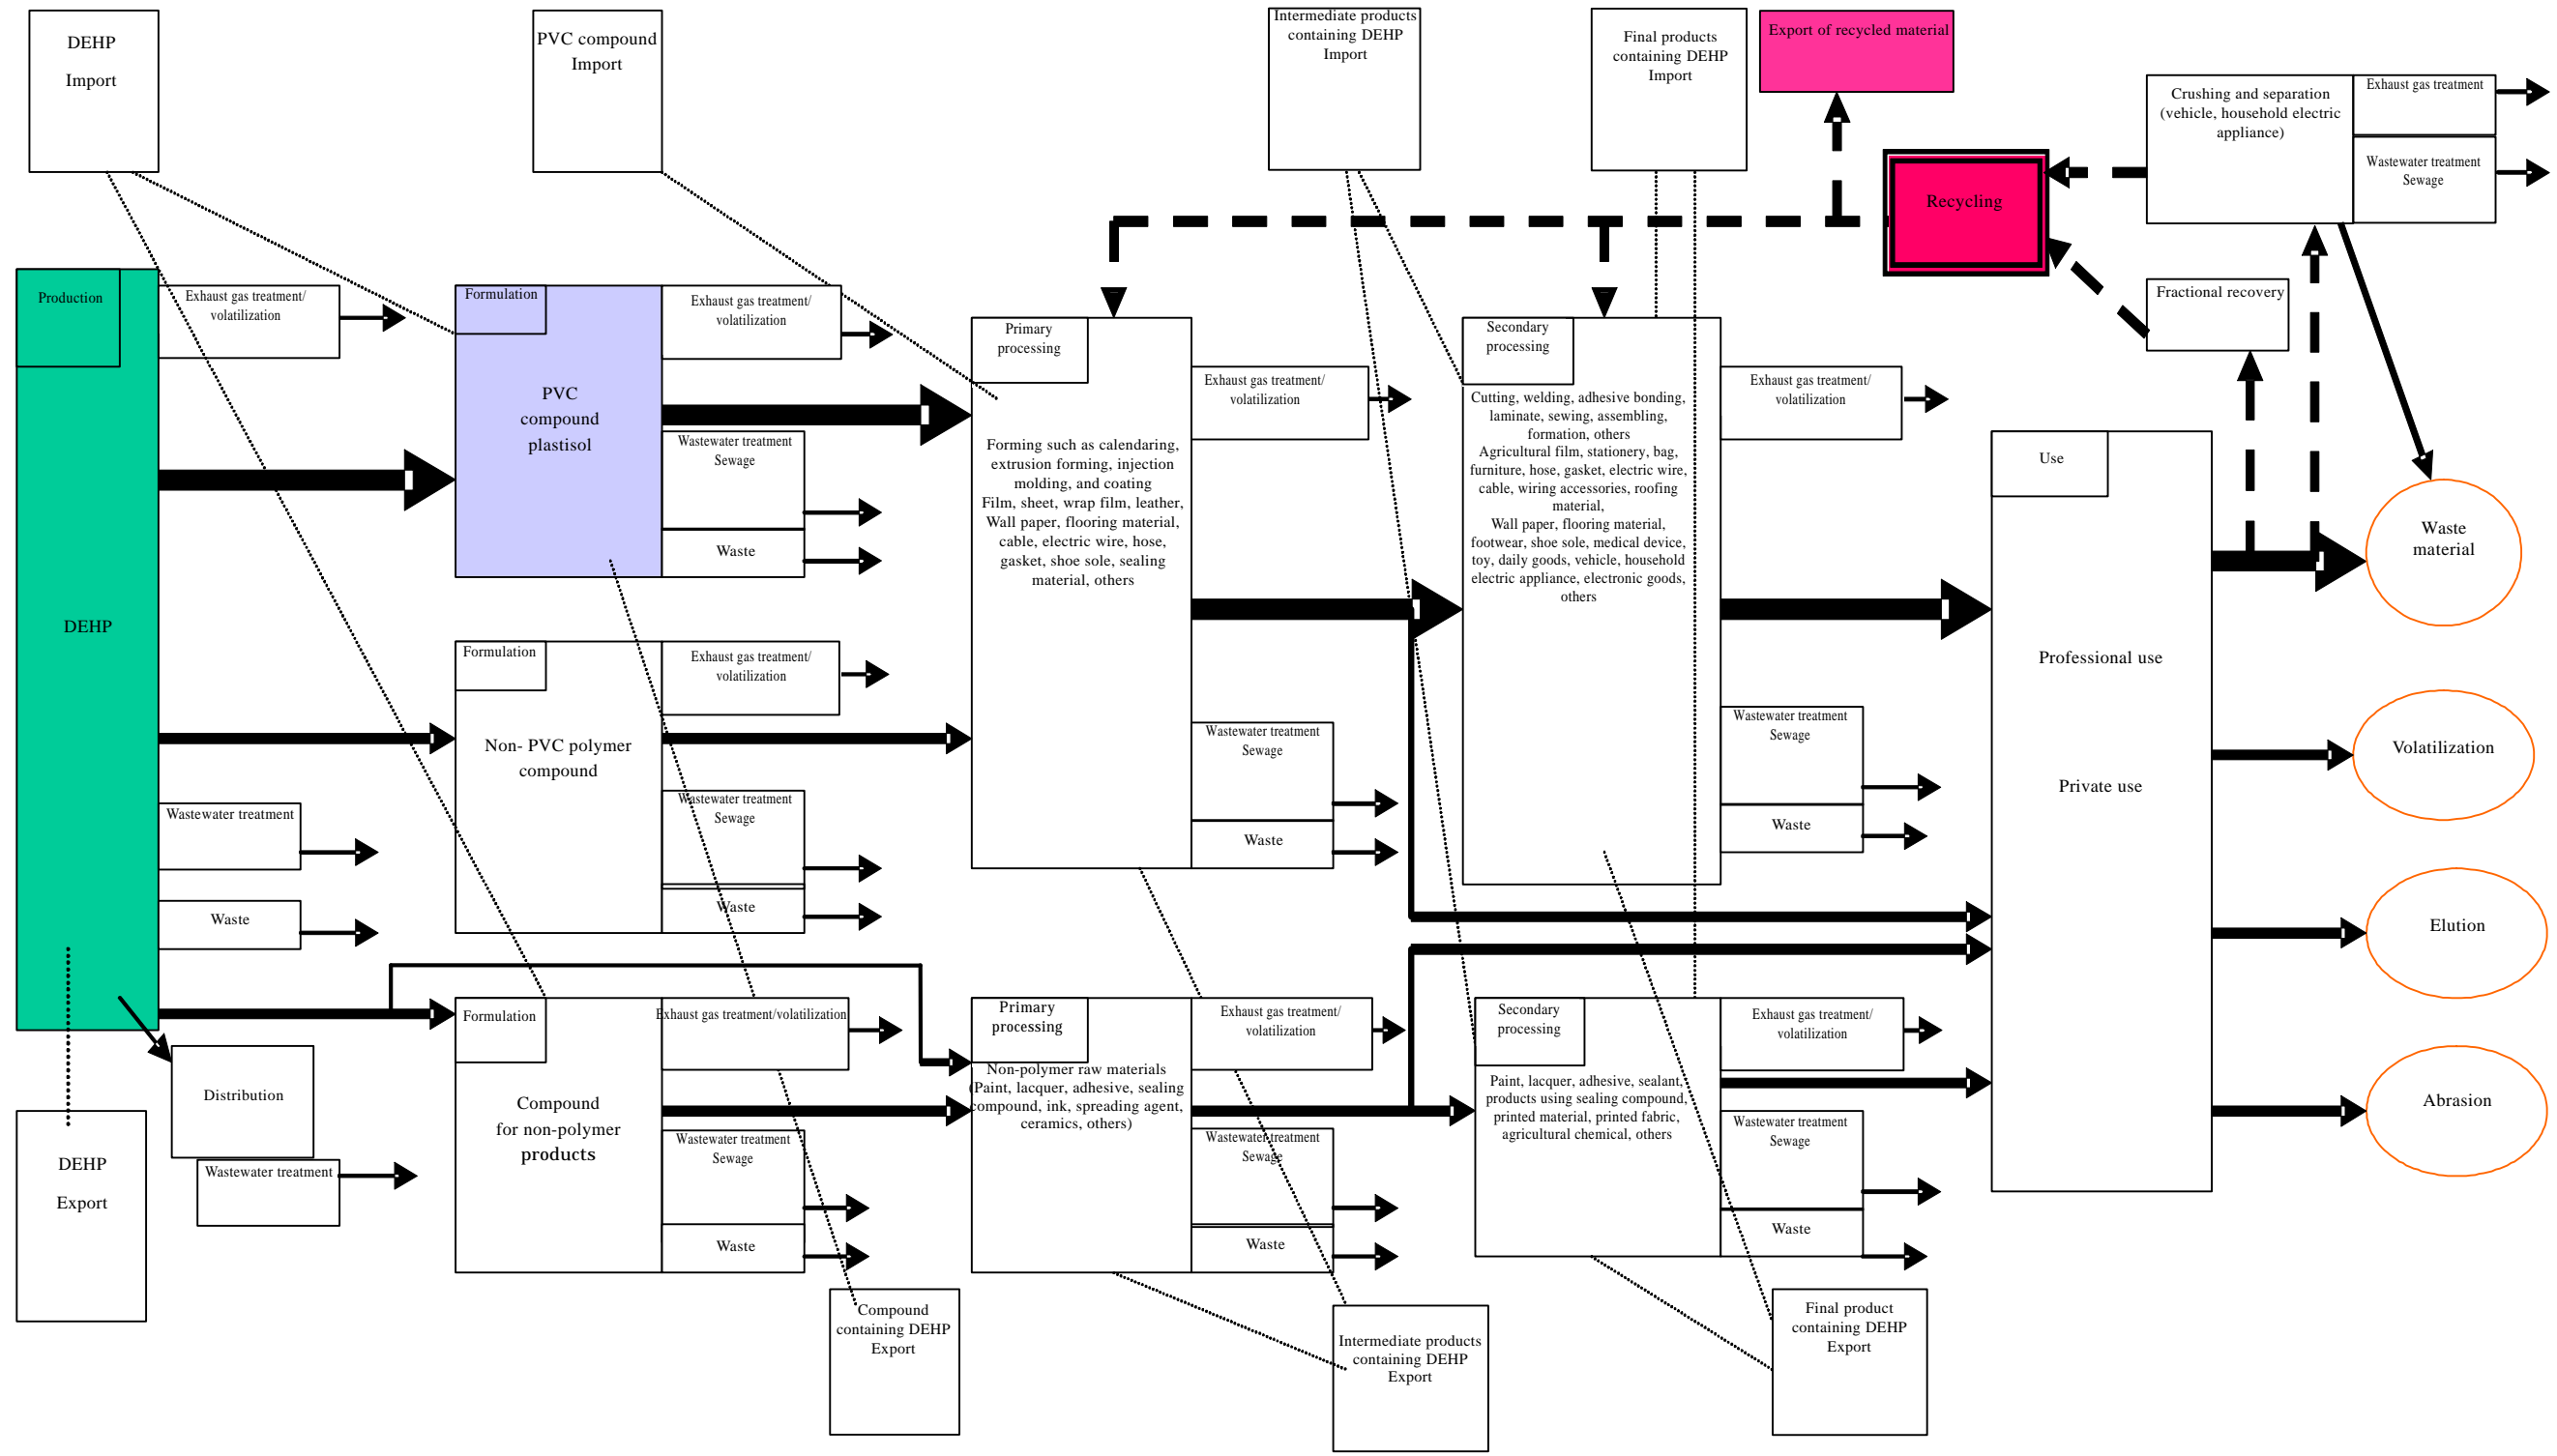 DEHP
Import
PVC compound
Import
Intermediate products
containing DEHP
Import
Final products
containing DEHP
Import
Export of recycled material
Crushing and separation
(vehicle, household electric
appliance)
Exhaust gas treatment
Wastewater treatment
Sewage
Recycling
Fractional recovery
Production
DEHP
Exhaust gas treatment/
volatilization
Wastewater treatment
Waste
Distribution
Wastewater treatment
DEHP
Export
Formulation
PVC
compound
plastisol
Exhaust gas treatment/
volatilization
Wastewater treatment
Sewage
Waste
Formulation
Non- PVC polymer
compound
Exhaust gas treatment/
volatilization
Wastewater treatment
Sewage
Waste
Formulation
Compound
for non-polymer
products
Exhaust gas treatment/volatilization
Wastewater treatment
Sewage
Waste
Compound
containing DEHP
Export
Primary
processing
Forming such as calendaring,
extrusion forming, injection
molding, and coating
Film, sheet, wrap film, leather,
Wall paper, flooring material,
cable, electric wire, hose,
gasket, shoe sole, sealing
material, others
Exhaust gas treatment/
volatilization
Wastewater treatment
Sewage
Waste
Primary
processing
Non-polymer raw materials
(Paint, lacquer, adhesive, sealing
compound, ink, spreading agent,
ceramics, others)
Exhaust gas treatment/
volatilization
Wastewater treatment
Sewage
Waste
Intermediate products
containing DEHP
Export
Secondary
processing
Cutting, welding, adhesive bonding,
laminate, sewing, assembling,
formation, others
Agricultural film, stationery, bag,
furniture, hose, gasket, electric wire,
cable, wiring accessories, roofing
material,
Wall paper, flooring material,
footwear, shoe sole, medical device,
toy, daily goods, vehicle, household
electric appliance, electronic goods,
others
Exhaust gas treatment/
volatilization
Wastewater treatment
Sewage
Waste
Secondary
processing
Paint, lacquer, adhesive, sealant,
products using sealing compound,
printed material, printed fabric,
agricultural chemical, others
Exhaust gas treatment/
volatilization
Wastewater treatment
Sewage
Waste
Final product
containing DEHP
Export
Use
Professional use
Private use
Waste
material
Volatilization
Elution
Abrasion